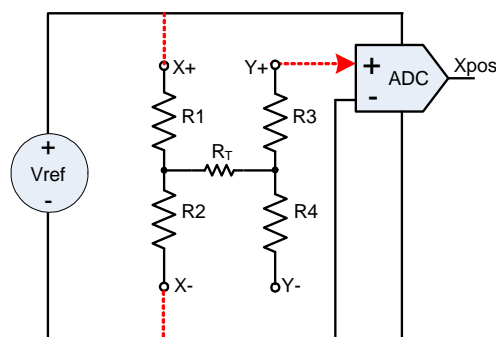 X+
Y+
+
-
ADC
Xpos
R1
R3
RT
+
Vref
-
R2
R4
X-
Y-